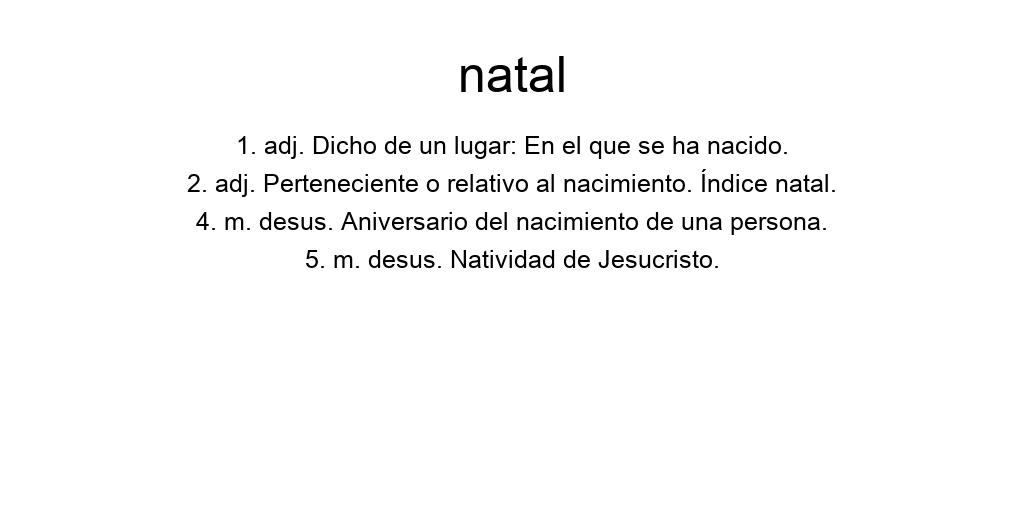 natal
1. adj. Dicho de un lugar: En el que se ha nacido.
2. adj. Perteneciente o relativo al nacimiento. Índice natal.
4. m. desus. Aniversario del nacimiento de una persona.
5. m. desus. Natividad de Jesucristo.